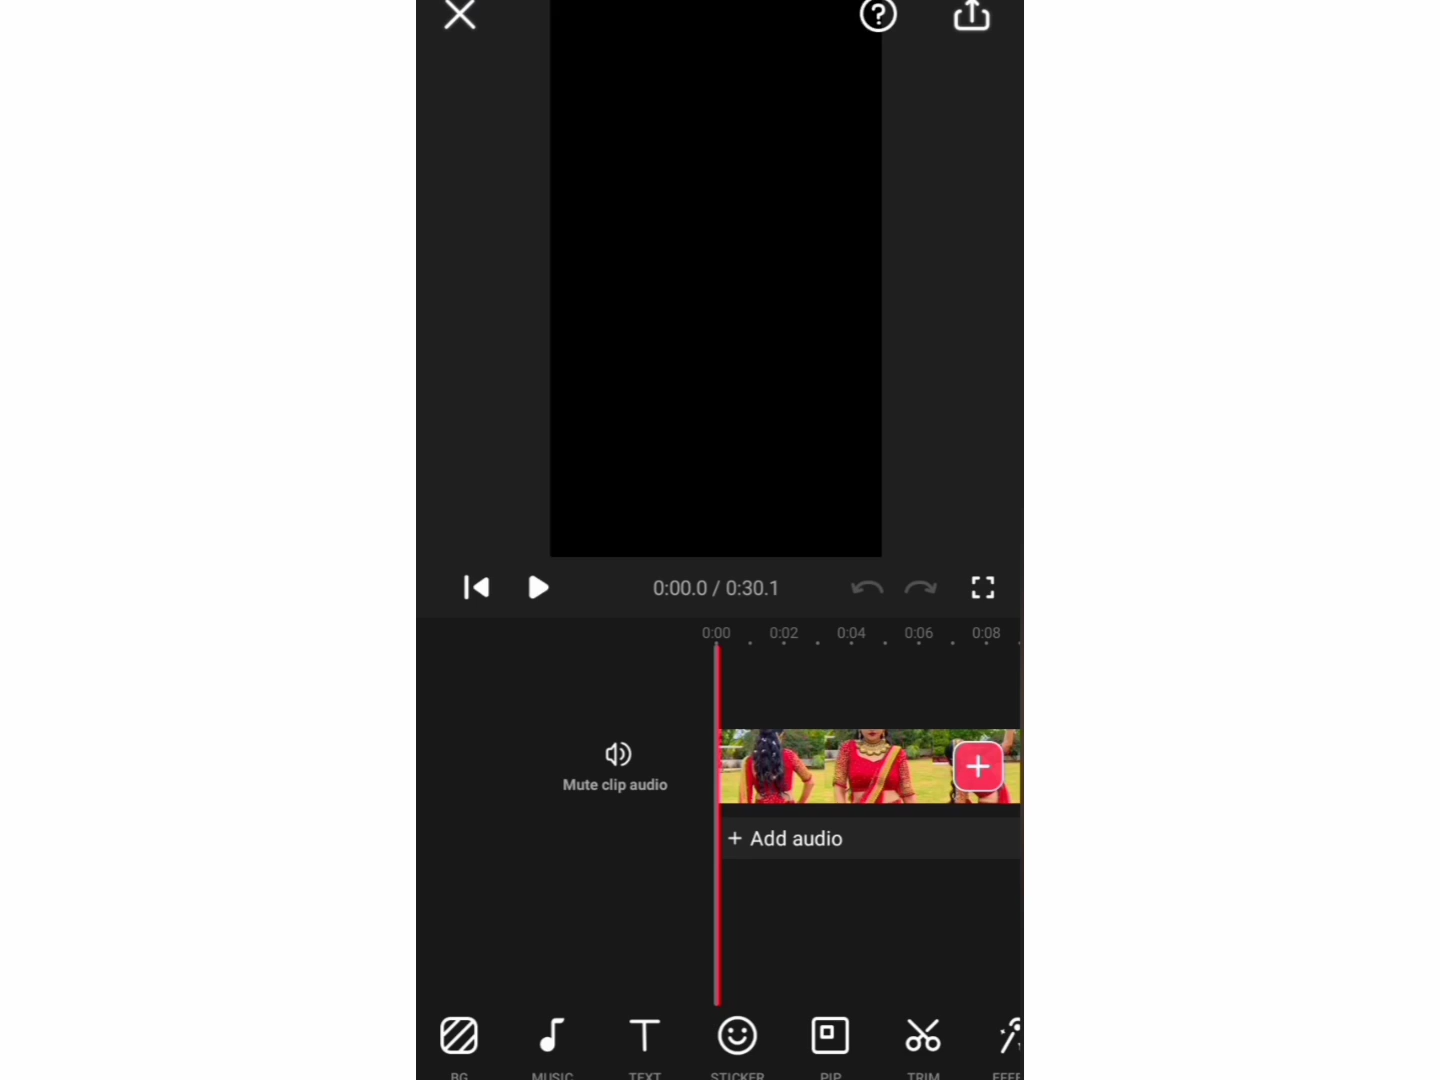 0:00.0 / 0:30.1
0:00 0:02 0:04 0:06 0:08
Mute clip audio
+ Add audio
BG MUSIC TEXT STICKER PIP TRIM EFFE